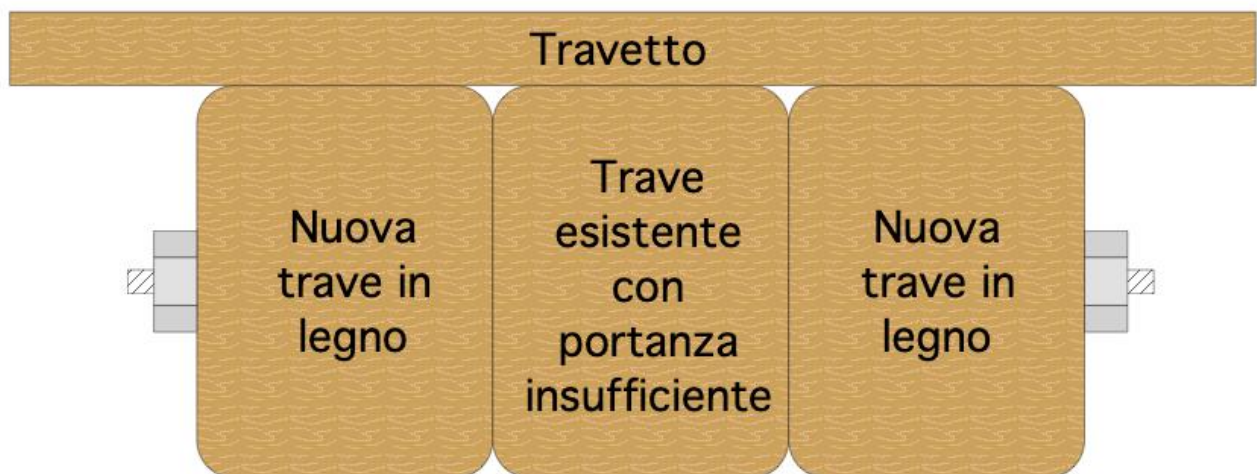 Travetto
Nuova
trave in
legno
Trave
esistente
con
portanza
insufficiente
Nuova
trave in
legno